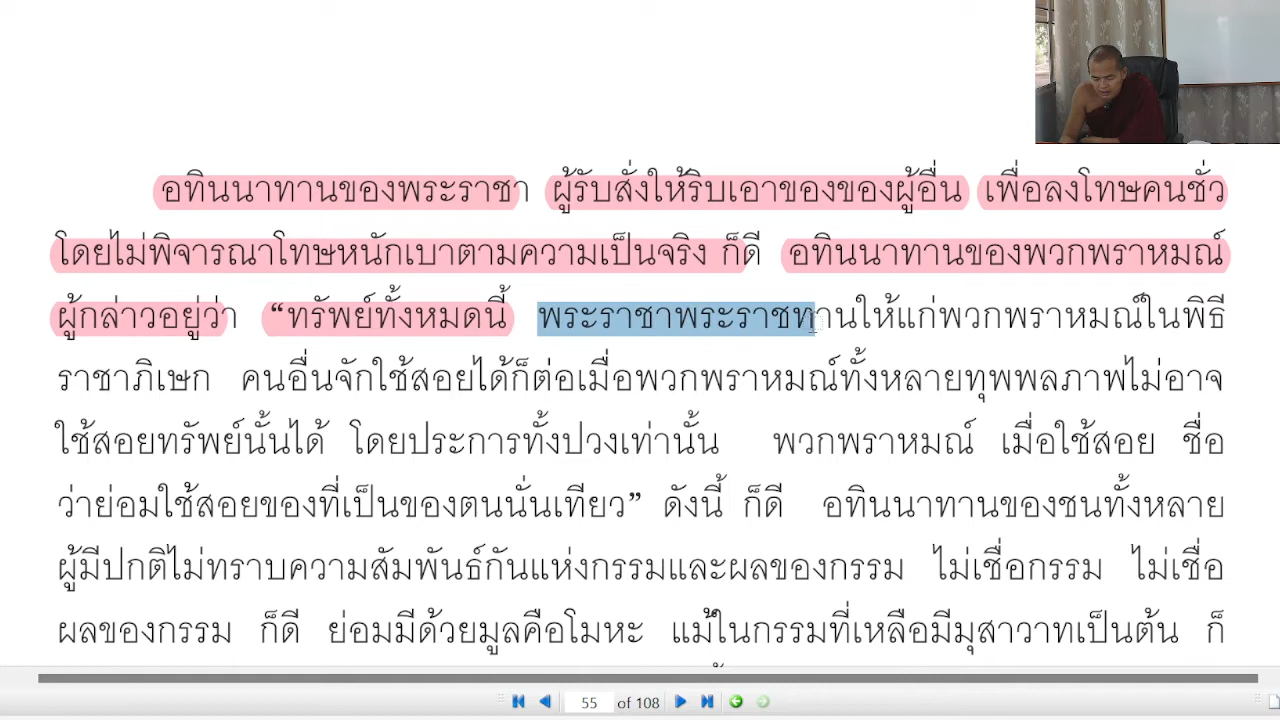 อทินนาทานของพระราชา ผู้รับสั่งให้ริบเอาของของผู้อื่น เพื่อลงโทษคนชั่ว
โดยไม่พิจารณาโทษหนักเบาตามความเป็นจริง ก็ดี อทินนาทานของพวกพราหมณ์
ผู้กล่าวอยู่ว่า “ทรัพย์ทั้งหมดนี้ พระราชาพระราชทานให้แก่พวกพราหมณ์ในพิธี
ราชาภิเษก คนอื่นจักใช้สอยได้ก็ต่อเมื่อพวกพราหมณ์ทั้งหลายทุพพลภาพไม่อาจ
ใช้สอยทรัพย์นั้นได้ โดยประการทั้งปวงเท่านั้น พวกพราหมณ์ เมื่อใช้สอย ชื่อ
ว่าย่อมใช้สอยของที่เป็นของตนนั่นเทียว” ดังนี้ ก็ดี อทินนาทานของชนทั้งหลาย
ผู้มีปกติไม่ทราบความสัมพันธ์กันแห่งกรรมและผลของกรรม ไม่เชื่อกรรม ไม่เชื่อ
ผลของกรรม ก็ดี ย่อมมีด้วยมูลคือโมหะ แม้ในกรรมที่เหลือมีมุสาวาทเป็นต้น ก็
55 of 108